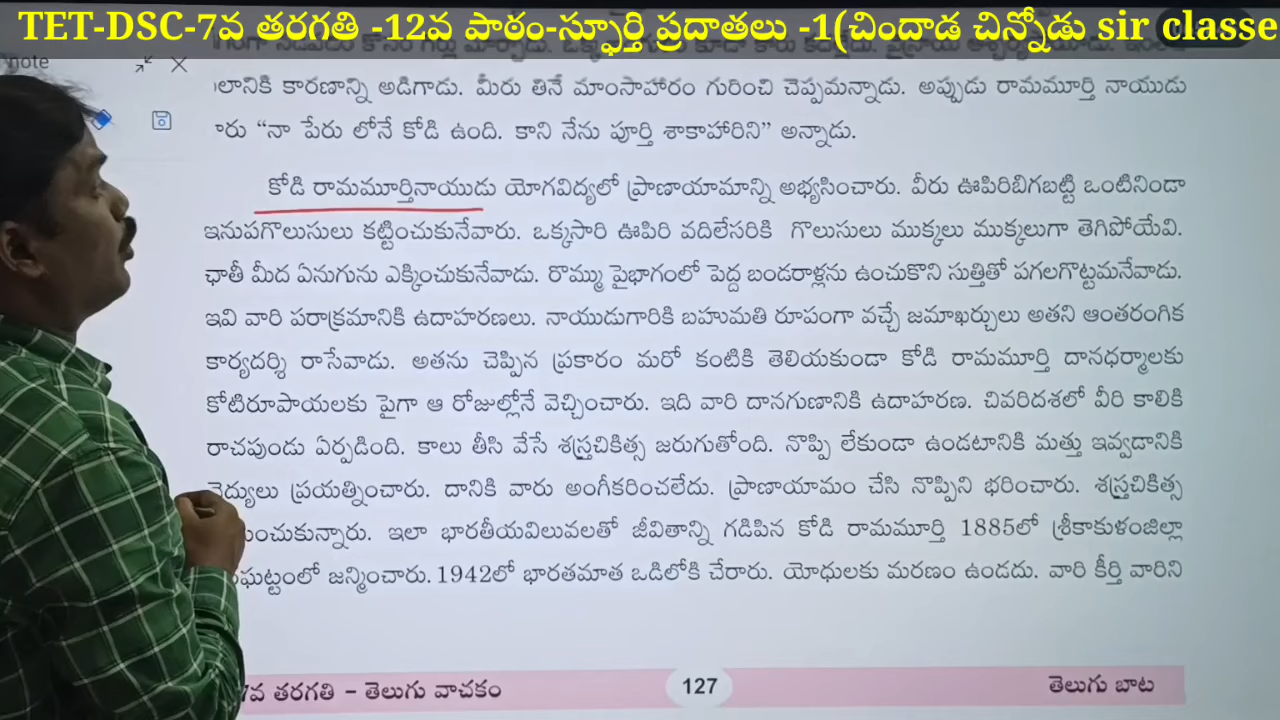 TET-DSC-7వ తరగతి -12వ పాఠం-స్ఫూర్తి ప్రదాతలు -1(చిందాడ చిన్నోడు sir classe
note
కారణాన్ని అడిగాడు. మీరు తినే మాంసాహారం గురించి చెప్పమన్నాడు. అప్పుడు రామమూర్తి నాయుడు
"నా పేరు లోనే కోడి ఉంది. కాని నేను పూర్తి శాకాహారిని" అన్నాడు.
కోడి రామమూర్తినాయుడు యోగవిద్యలో ప్రాణాయామాన్ని అభ్యసించారు. వీరు ఊపిరిబిగబట్టి ఒంటినిండా
ఇనుపగొలుసులు కట్టించుకునేవారు. ఒక్కసారి ఊపిరి వదిలేసరికి గొలుసులు ముక్కలు ముక్కలుగా తెగిపోయేవి.
ఛాతీ మీద ఏనుగును ఎక్కించుకునేవాడు. రొమ్ము పైభాగంలో పెద్ద బండరాళ్లను ఉంచుకొని సుత్తితో పగలగొట్టమనేవాడు.
ఇవి వారి పరాక్రమానికి ఉదాహరణలు. నాయుడుగారికి బహుమతి రూపంగా వచ్చే జమాఖర్చులు అతని ఆంతరంగిక
కార్యదర్శి రాసేవాడు. అతను చెప్పిన ప్రకారం మరో కంటికి తెలియకుండా కోడి రామమూర్తి దానధర్మాలకు
కోటిరూపాయలకు పైగా ఆ రోజుల్లోనే వెచ్చించారు. ఇది వారి దానగుణానికి ఉదాహరణ. చివరిదశలో వీరి కాలికి
రాచపుండు ఏర్పడింది. కాలు తీసి వేసే శస్త్రచికిత్స జరుగుతోంది. నొప్పి లేకుండా ఉండటానికి మత్తు ఇవ్వడానికి
వైద్యులు ప్రయత్నించారు. దానికి వారు అంగీకరించలేదు. ప్రాణాయామం చేసి నొప్పిని భరించారు. శస్త్రచికిత్స
ఇలా భారతీయవిలువలతో జీవితాన్ని గడిపిన కోడి రామమూర్తి 1885లో శ్రీకాకుళంజిల్లా
జన్మించారు. 1942లో భారతమాత ఒడిలోకి చేరారు. యోధులకు మరణం ఉండదు. వారి కీర్తి వారిని
7వ తరగతి - తెలుగు వాచకం 127 తెలుగు బాట